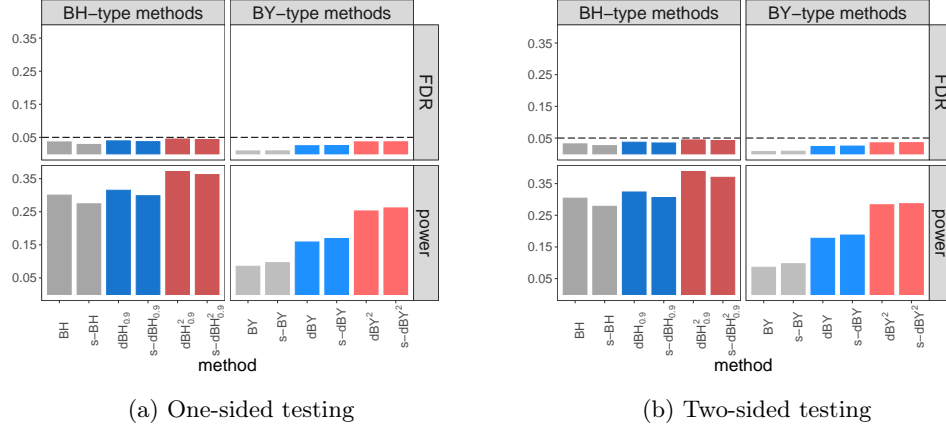 BH−type methods BY−type methods
0.35
0.25
0.15
0.05
FDR
0.35
0.25
0.15
0.05
power
BH s−BH dBH0.9 s−dBH0.9 dBH²0.9 s−dBH²0.9 BY s−BY dBY s−dBY dBY² s−dBY²
method
(a) One-sided testing
BH−type methods BY−type methods
0.35
0.25
0.15
0.05
FDR
0.35
0.25
0.15
0.05
power
BH s−BH dBH0.9 s−dBH0.9 dBH²0.9 s−dBH²0.9 BY s−BY dBY s−dBY dBY² s−dBY²
method
(b) Two-sided testing